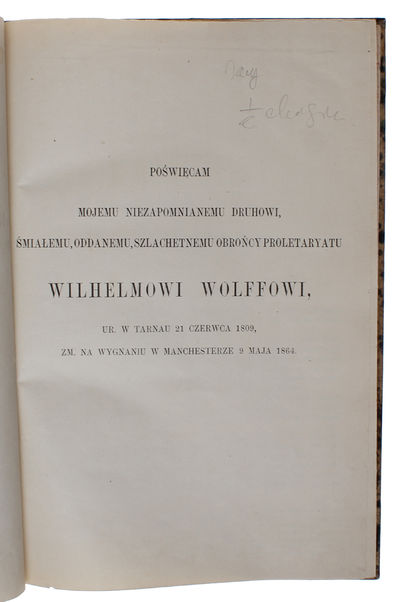 POŚWIĘCAM
MOJEMU NIEZAPOMNIANEMU DRUHOWI,
ŚMIAŁEMU, ODDANEMU, SZLACHETNEMU OBROŃCY PROLETARYATU
WILHELMOWI WOLFFOWI,
UR. W TARNAU 21 CZERWCA 1809,
ZM. NA WYGNANIU W MANCHESTERZE 9 MAJA 1864.